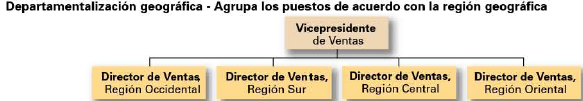 Departamentalización geográfica - Agrupa los puestos de acuerdo con la región geográfica
Vicepresidente
de Ventas
Director de Ventas,
Región Occidental
Director de Ventas,
Región Sur
Director de Ventas,
Región Central
Director de Ventas,
Región Oriental